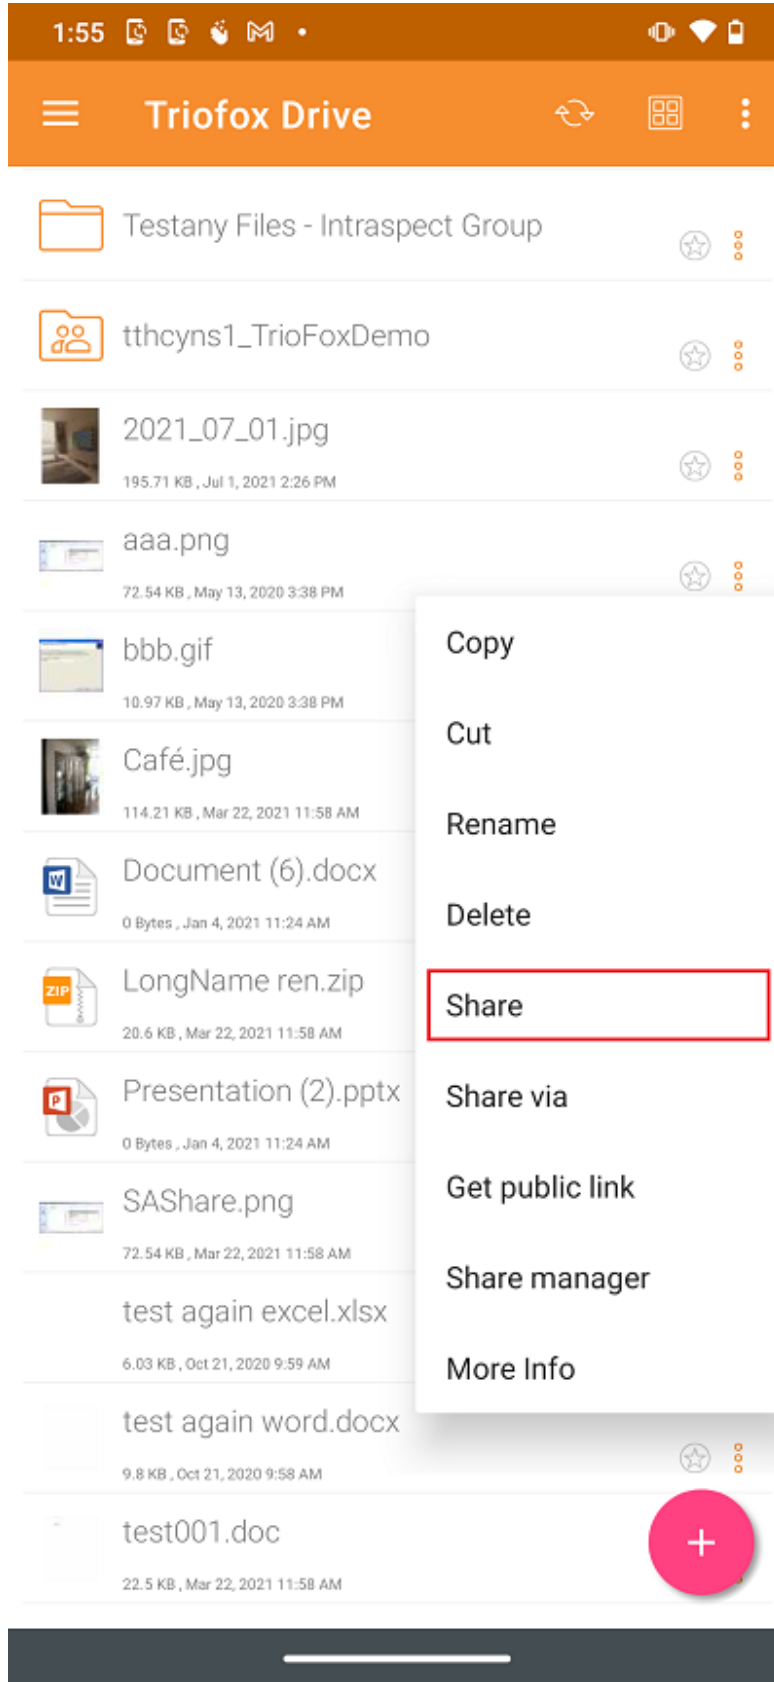 1:55
Triofox Drive
Testany Files - Intraspect Group
tthcyns1_TrioFoxDemo
2021_07_01.jpg
195.71 KB , Jul 1, 2021 2:26 PM
aaa.png
72.54 KB , May 13, 2020 3:38 PM
bbb.gif
10.97 KB , May 13, 2020 3:38 PM
Café.jpg
114.21 KB , Mar 22, 2021 11:58 AM
W
Document (6).docx
0 Bytes , Jan 4, 2021 11:24 AM
ZIP
LongName ren.zip
20.6 KB , Mar 22, 2021 11:58 AM
P
Presentation (2).pptx
0 Bytes , Jan 4, 2021 11:24 AM
SAShare.png
72.54 KB , Mar 22, 2021 11:58 AM
test again excel.xlsx
6.03 KB , Oct 21, 2020 9:59 AM
test again word.docx
9.8 KB , Oct 21, 2020 9:58 AM
test001.doc
22.5 KB , Mar 22, 2021 11:58 AM
Copy
Cut
Rename
Delete
Share
Share via
Get public link
Share manager
More Info